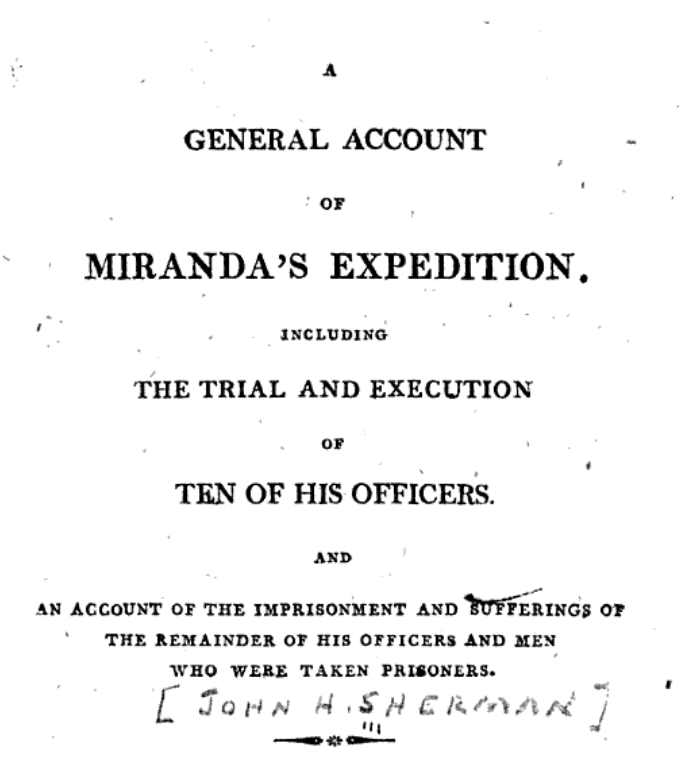 A
GENERAL ACCOUNT
OF
MIRANDA'S EXPEDITION.
INCLUDING
THE TRIAL AND EXECUTION
OF
TEN OF HIS OFFICERS.
AND
AN ACCOUNT OF THE IMPRISONMENT AND SUFFERINGS OF
THE REMAINDER OF HIS OFFICERS AND MEN
WHO WERE TAKEN PRISONERS.
[JOHN H. SHERMAN]